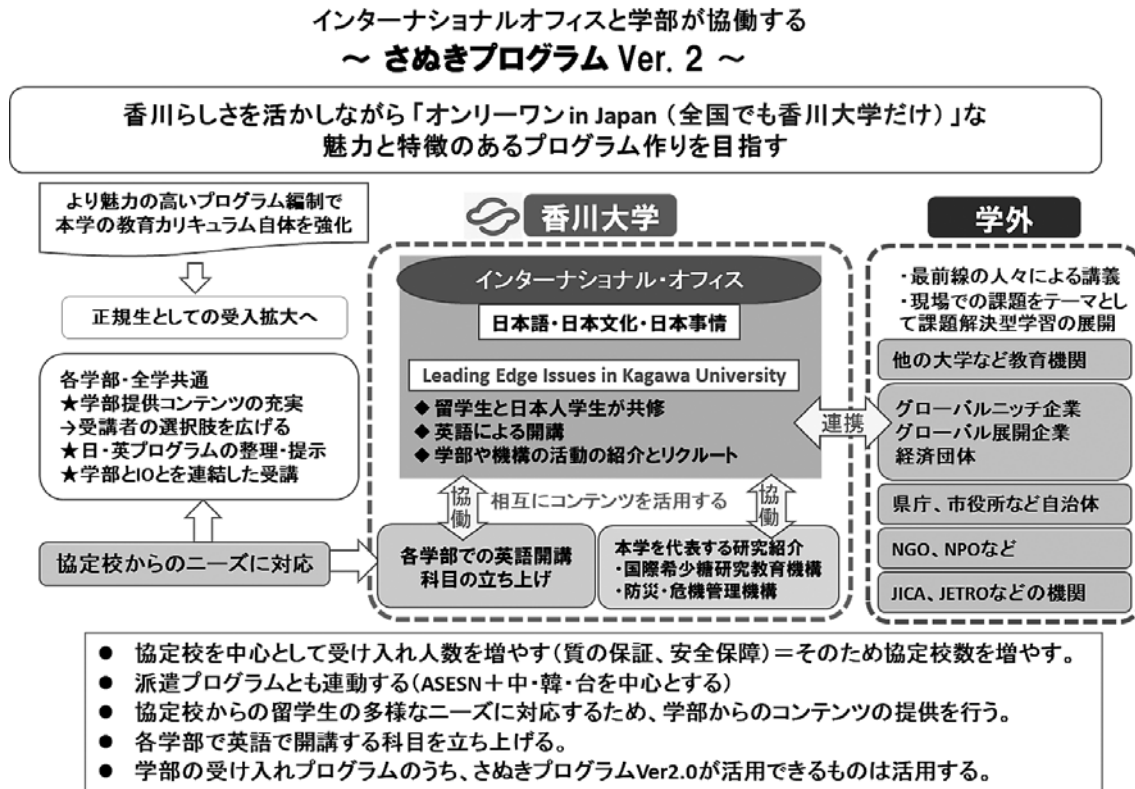 インターナショナルオフィスと学部が協働する
～ さぬきプログラム Ver. 2 ～
香川らしさを活かしながら「オンリーワン in Japan（全国でも香川大学だけ）」な
魅力と特徴のあるプログラム作りを目指す
より魅力の高いプログラム編制で
本学の教育カリキュラム自体を強化
正規生としての受入拡大へ
各学部・全学共通
★学部提供コンテンツの充実
→受講者の選択肢を広げる
★日・英プログラムの整理・提示
★学部とIOとを連結した受講
協定校からのニーズに対応
香川大学
インターナショナル・オフィス
日本語・日本文化・日本事情
Leading Edge Issues in Kagawa University
◆ 留学生と日本人学生が共修
◆ 英語による開講
◆ 学部や機構の活動の紹介とリクルート
協働
相互にコンテンツを活用する
協働
各学部での英語開講
科目の立ち上げ
本学を代表する研究紹介
・国際希少糖研究教育機構
・防災・危機管理機構
連携
学外
・最前線の人々による講義
・現場での課題をテーマとし
て課題解決型学習の展開
他の大学など教育機関
グローバルニッチ企業
グローバル展開企業
経済団体
県庁、市役所など自治体
NGO、NPOなど
JICA、JETROなどの機関
● 協定校を中心として受け入れ人数を増やす（質の保証、安全保障）＝そのため協定校数を増やす。
● 派遣プログラムとも連動する（ASESN＋中・韓・台を中心とする）
● 協定校からの留学生の多様なニーズに対応するため、学部からのコンテンツの提供を行う。
● 各学部で英語で開講する科目を立ち上げる。
● 学部の受け入れプログラムのうち、さぬきプログラムVer2.0が活用できるものは活用する。